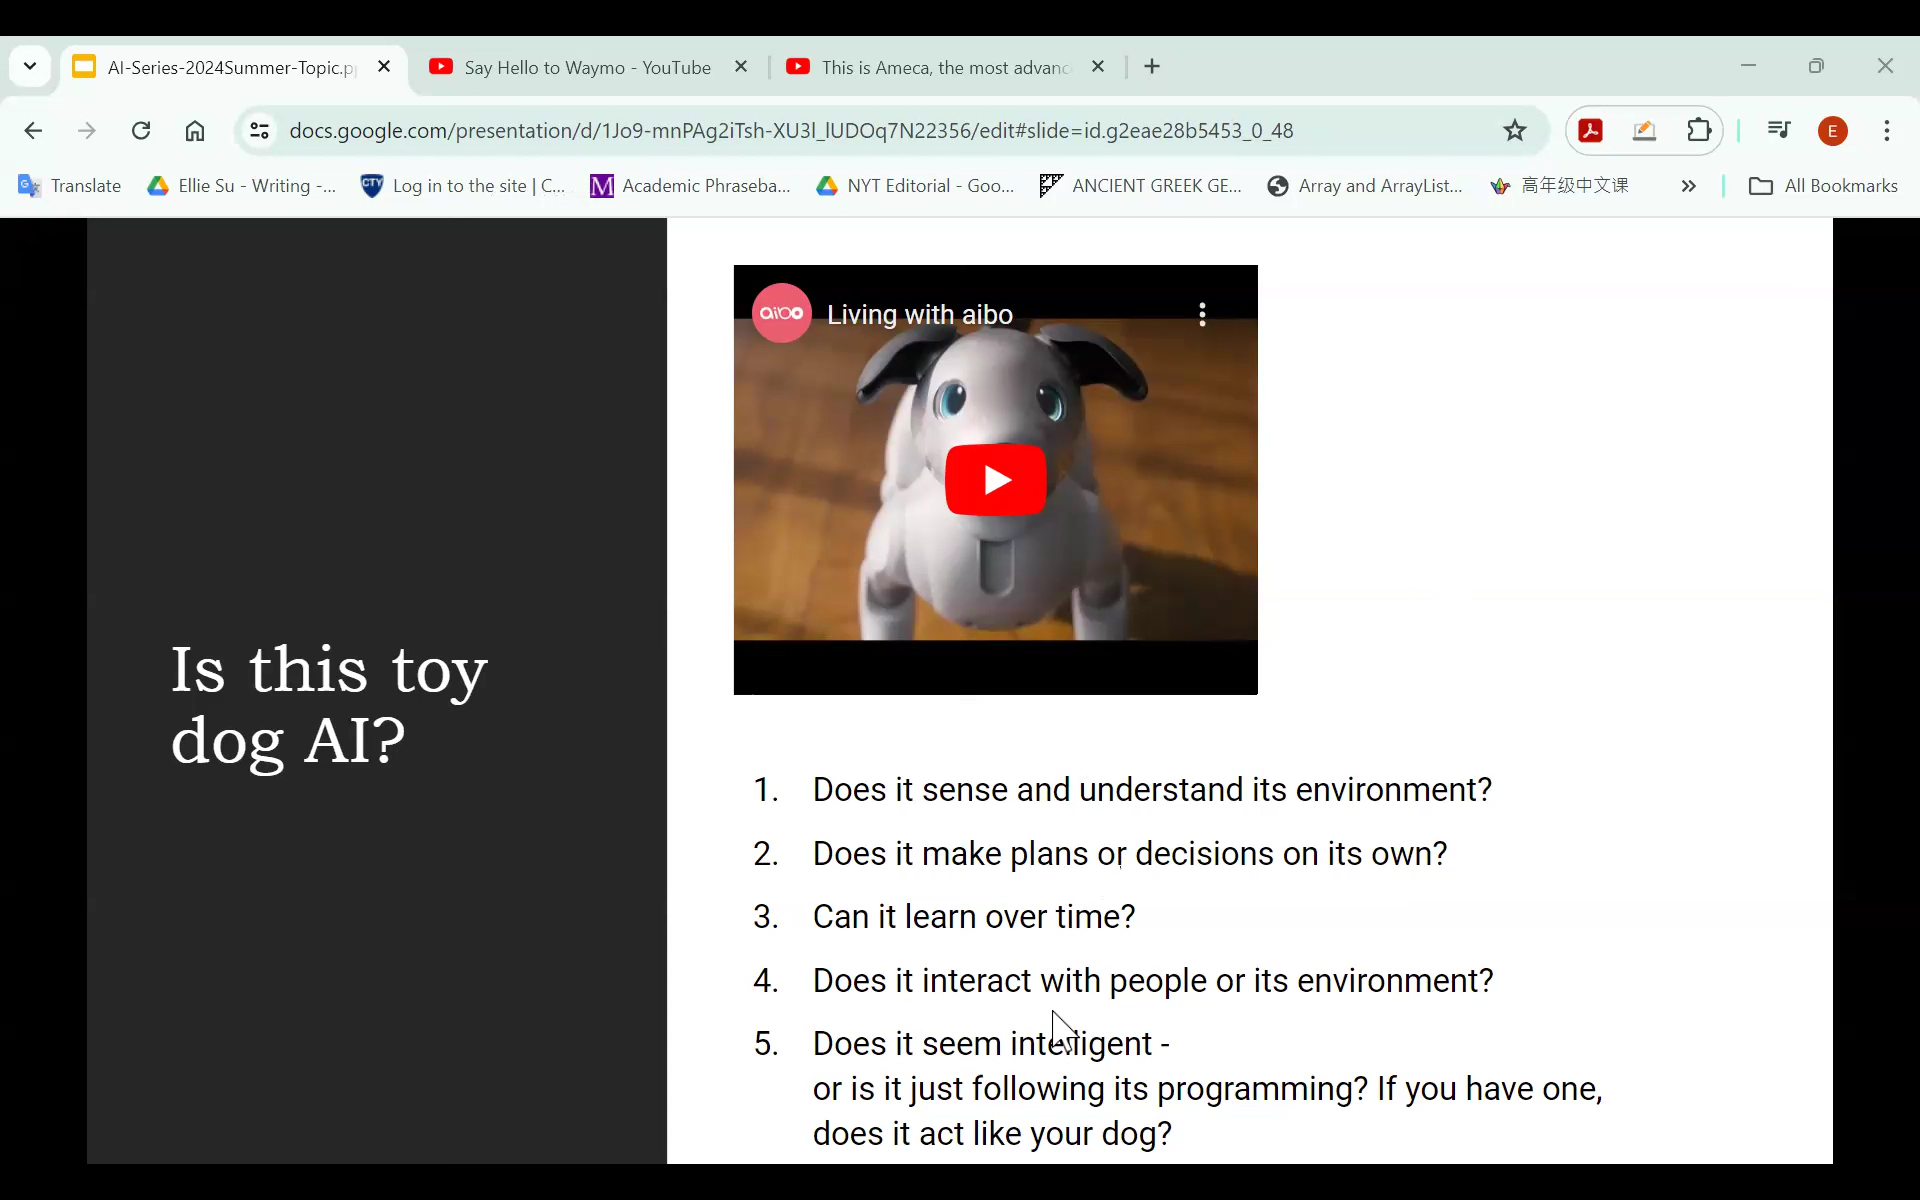 AI-Series-2024Summer-Topic.p
Say Hello to Waymo - YouTube
This is Ameca, the most advanc
docs.google.com/presentation/d/1Jo9-mnPAg2iTsh-XU3l_lUDOq7N22356/edit#slide=id.g2eae28b5453_0_48
E
Translate
Ellie Su - Writing -...
CTY
Log in to the site | C...
M
Academic Phraseba...
NYT Editorial - Goo...
ANCIENT GREEK GE...
Array and ArrayList...
高年级中文课
All Bookmarks
aibo
Living with aibo
Is this toy
dog AI?
1. Does it sense and understand its environment?
2. Does it make plans or decisions on its own?
3. Can it learn over time?
4. Does it interact with people or its environment?
5. Does it seem intelligent -
or is it just following its programming? If you have one,
does it act like your dog?